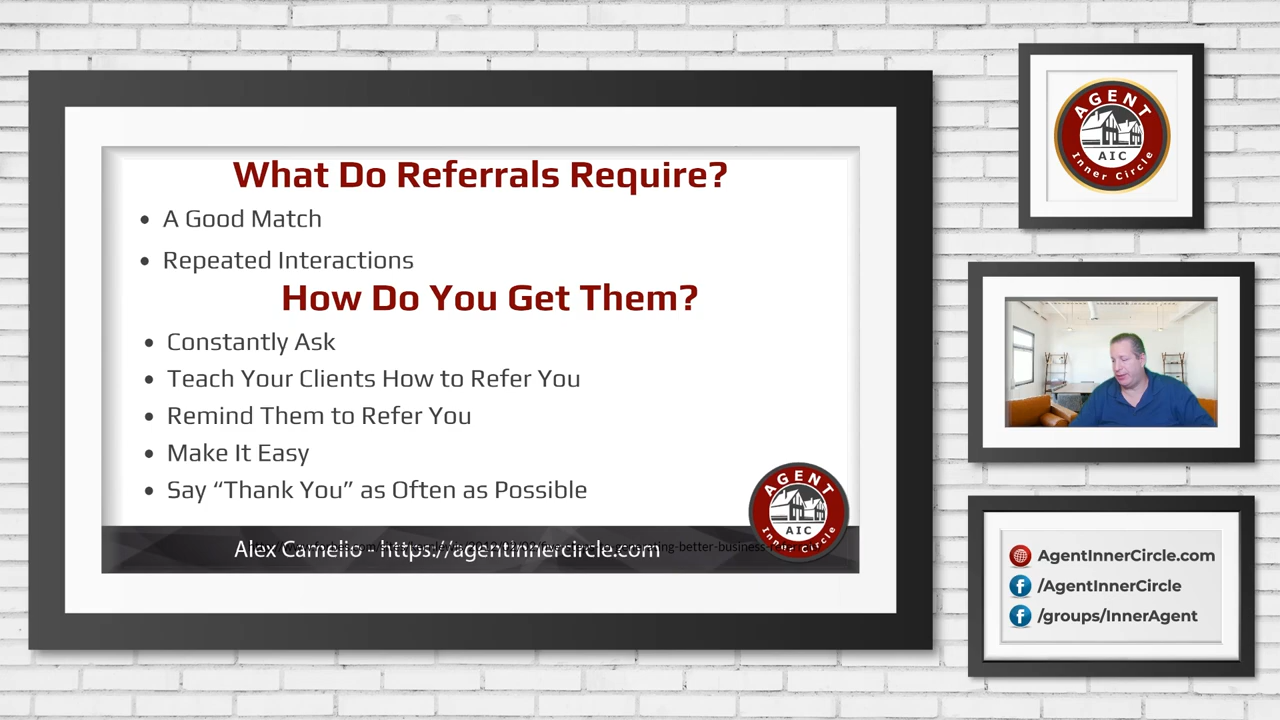 What Do Referrals Require?
• A Good Match
• Repeated Interactions
How Do You Get Them?
• Constantly Ask
• Teach Your Clients How to Refer You
• Remind Them to Refer You
• Make It Easy
• Say “Thank You” as Often as Possible
Alex Camelio - https://agentinnercircle.com
AGENT
AIC
Inner Circle
AGENT
AIC
Inner Circle
AgentInnerCircle.com
/AgentInnerCircle
/groups/InnerAgent